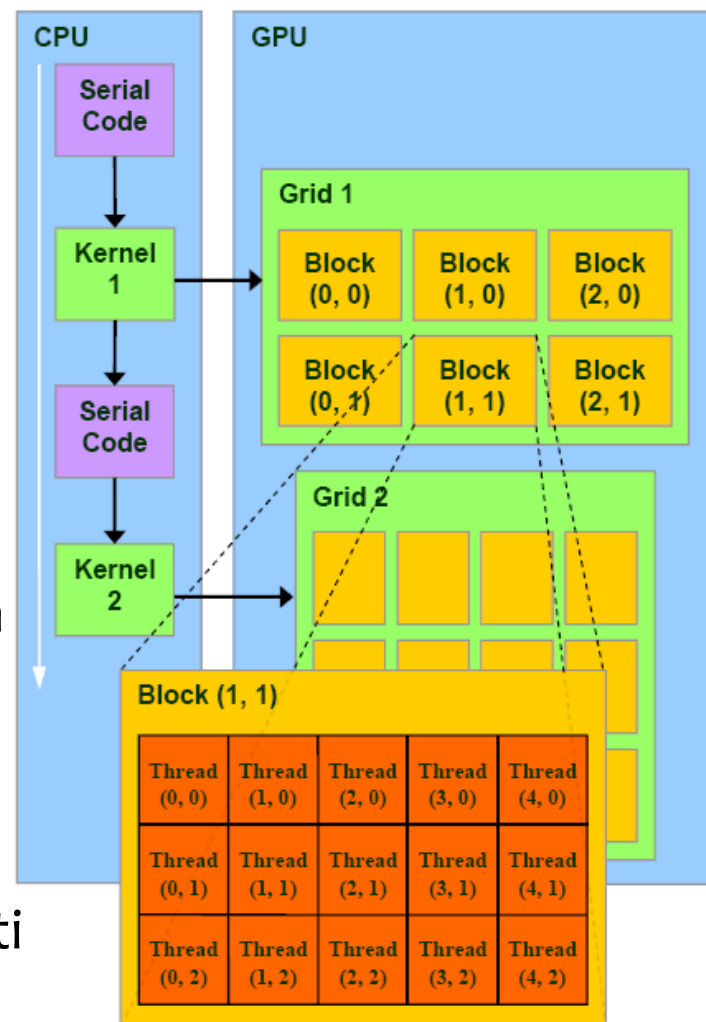 CPU
GPU
Serial
Code
Grid 1
Kernel
1
Block
(0, 0)
Block
(1, 0)
Block
(2, 0)
Block
(0, 1)
Block
(1, 1)
Block
(2, 1)
Serial
Code
Grid 2
Kernel
2
Block (1, 1)
Thread
(0, 0)
Thread
(1, 0)
Thread
(2, 0)
Thread
(3, 0)
Thread
(4, 0)
Thread
(0, 1)
Thread
(1, 1)
Thread
(2, 1)
Thread
(3, 1)
Thread
(4, 1)
Thread
(0, 2)
Thread
(1, 2)
Thread
(2, 2)
Thread
(3, 2)
Thread
(4, 2)
ti